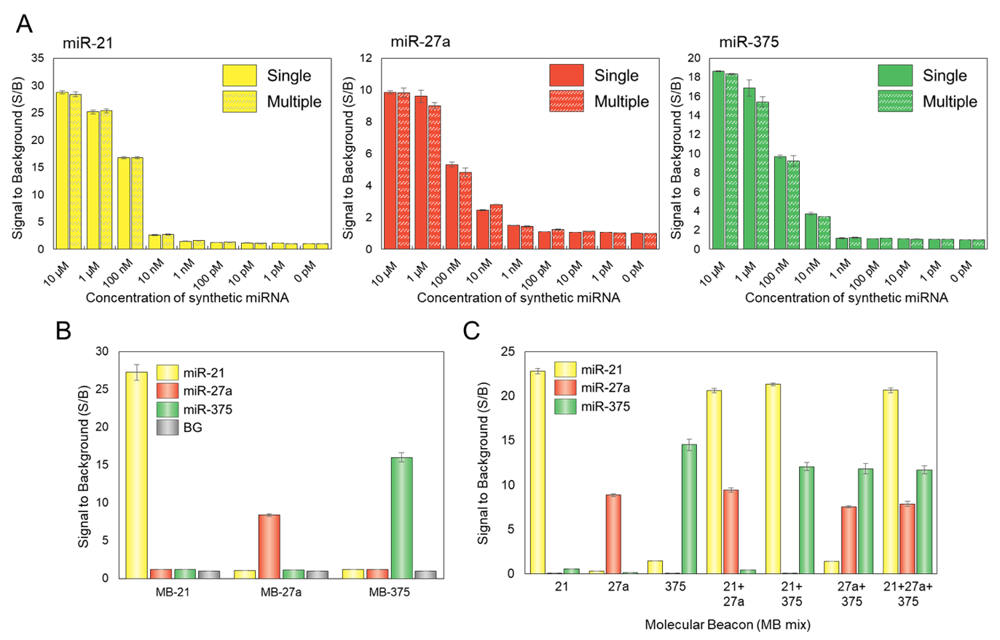 A
miR-21
35
30
25
20
15
10
5
0
Signal to Background (S/B)
Single
Multiple
10 µM
1 µM
100 nM
10 nM
1 nM
100 pM
10 pM
1 pM
0 pM
Concentration of synthetic miRNA
miR-27a
12
10
8
6
4
2
0
Signal to Background (S/B)
Single
Multiple
10 µM
1 µM
100 nM
10 nM
1 nM
100 pM
10 pM
1 pM
0 pM
Concentration of synthetic miRNA
miR-375
20
18
16
14
12
10
8
6
4
2
0
Signal to Background (S/B)
Single
Multiple
10 µM
1 µM
100 nM
10 nM
1 nM
100 pM
10 pM
1 pM
0 pM
Concentration of synthetic miRNA
B
30
25
20
15
10
5
0
Signal to Background (S/B)
miR-21
miR-27a
miR-375
BG
MB-21
MB-27a
MB-375
C
25
20
15
10
5
0
Signal to Background (S/B)
miR-21
miR-27a
miR-375
21
27a
375
21+
27a
21+
375
27a+
375
21+27a+
375
Molecular Beacon (MB mix)